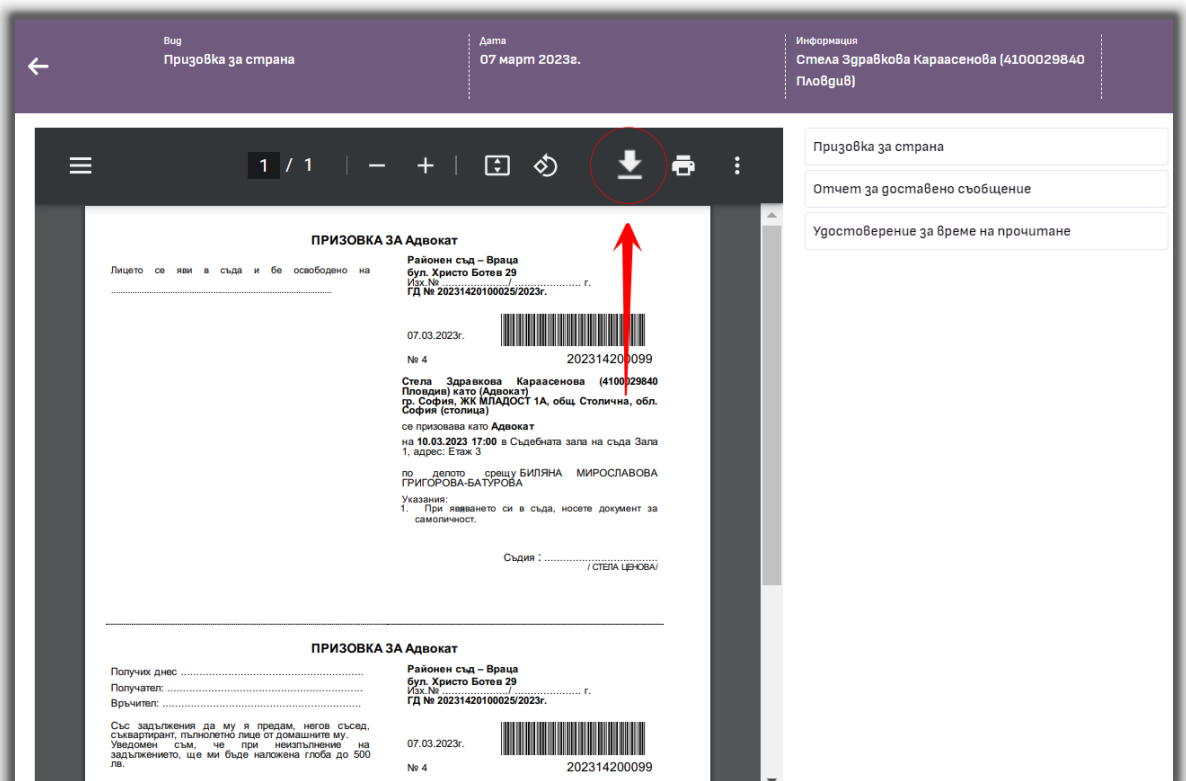 Вид
Призовка за страна
Дата
07 март 2023г.
Информация
Стела Здравкова Караасенова (4100029840
Пловдив)
1 / 1
Призовка за страна
Отчет за доставено съобщение
Удостоверение за време на прочитане
ПРИЗОВКА ЗА Адвокат
Лицето се яви в съда и бе освободено на
................................................................................
Районен съд – Враца
бул. Христо Ботев 29
Изх.№ ....................../ ..................... г.
ГД № 20231420100025/2023г.
07.03.2023г.
№ 4
202314200099
Стела Здравкова Караасенова (4100029840
Пловдив) като (Адвокат)
гр. София, ЖК МЛАДОСТ 1А, общ. Столична, обл.
София (столица)
се призовава като Адвокат
на 10.03.2023 17:00 в Съдебната зала на съда Зала
1, адрес: Етаж 3
по делото срещу БИЛЯНА МИРОСЛАВОВА
ГРИГОРОВА-БАТУРОВА
Указания:
1. При явяването си в съда, носете документ за
самоличност.
Съдия : ....................................
/ СТЕЛА ЦЕНОВА/
ПРИЗОВКА ЗА Адвокат
Получих днес ...........................................................
Получател: ...............................................................
Връчител: ................................................................
Със задължения да му я предам, негов съсед,
съквартирант, пълнолетно лице от домашните му.
Уведомен съм, че при неизпълнение на
задължението, ще ми бъде наложена глоба до 500
лв.
Районен съд – Враца
бул. Христо Ботев 29
Изх.№ ....................../ ..................... г.
ГД № 20231420100025/2023г.
07.03.2023г.
№ 4
202314200099